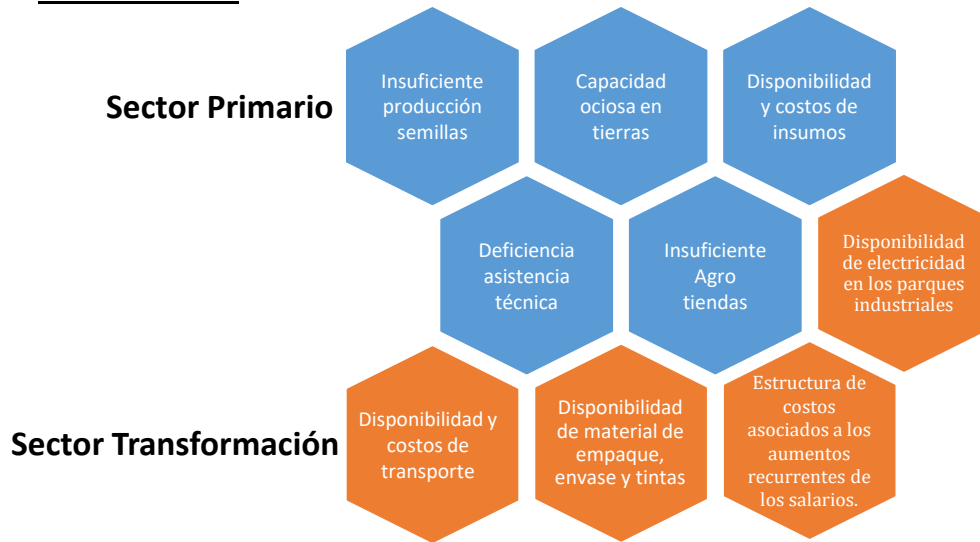 Sector Primario
Insuficiente
producción
semillas
Capacidad
ociosa en
tierras
Disponibilidad
y costos de
insumos
Deficiencia
asistencia
técnica
Insuficiente
Agro
tiendas
Disponibilidad
de electricidad
en los parques
industriales
Sector Transformación
Disponibilidad y
costos de
transporte
Disponibilidad
de material de
empaque,
envase y tintas
Estructura de
costos
asociados a los
aumentos
recurrentes de
los salarios.